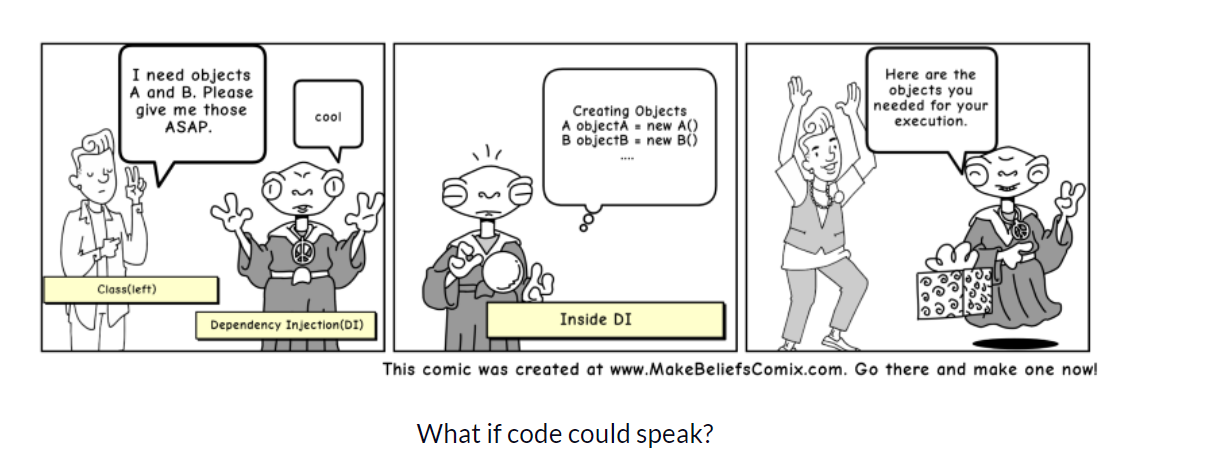 I need objects
A and B. Please
give me those
ASAP.
cool
Class(left)
Dependency Injection(DI)
Creating Objects
A objectA = new A()
B objectB = new B()
....
Inside DI
Here are the
objects you
needed for your
execution.
This comic was created at www.MakeBeliefsComix.com. Go there and make one now!
What if code could speak?